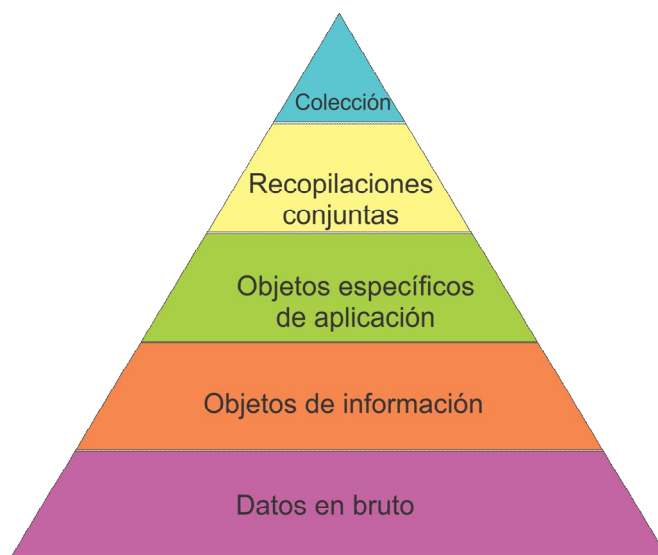 Colección
Recopilaciones
conjuntas
Objetos específicos
de aplicación
Objetos de información
Datos en bruto